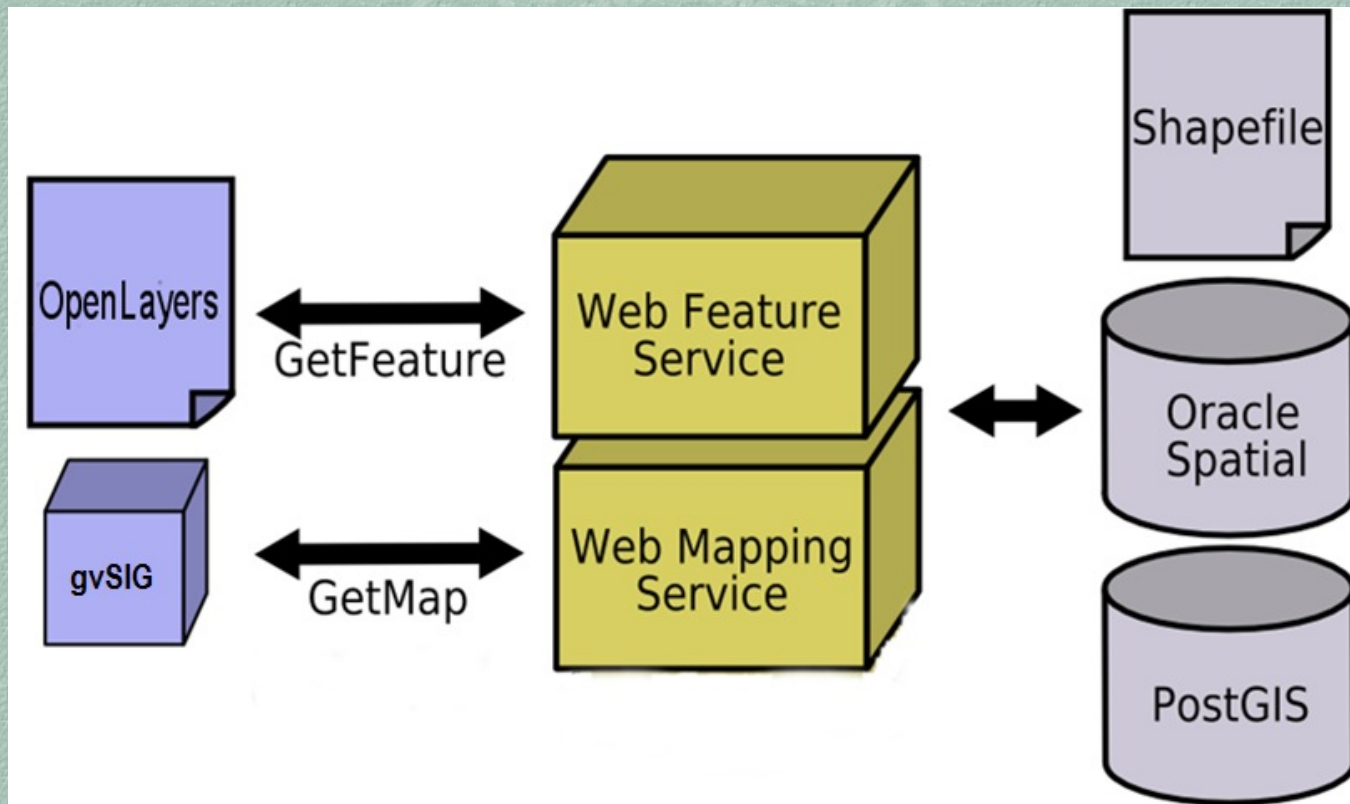 OpenLayers
GetFeature
gvSIG
GetMap
Web Feature
Service
Web Mapping
Service
Shapefile
Oracle
Spatial
PostGIS